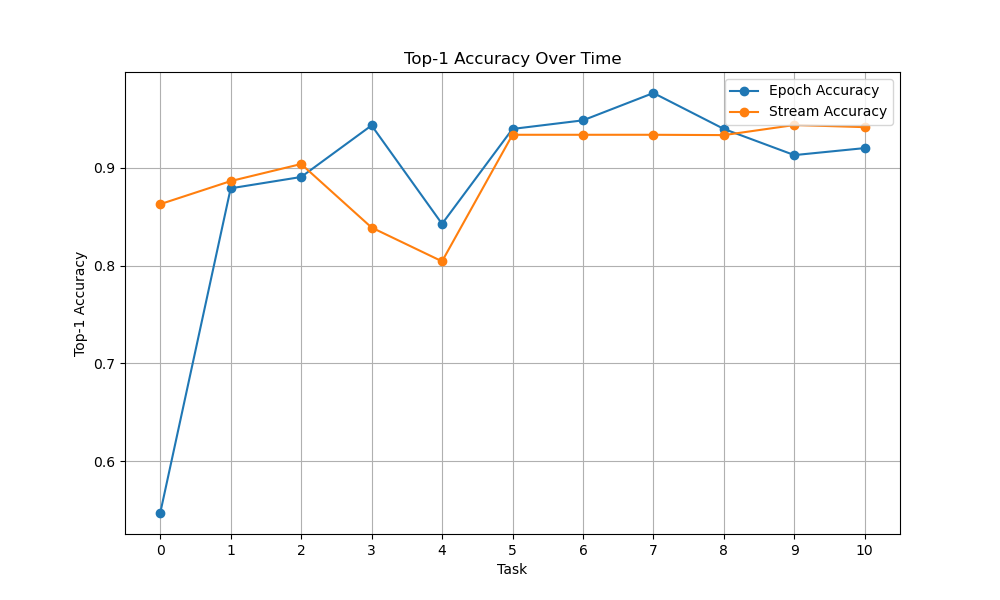 Top-1 Accuracy Over Time
Epoch Accuracy
Stream Accuracy
Top-1 Accuracy
0.9
0.8
0.7
0.6
0 1 2 3 4 5 6 7 8 9 10
Task